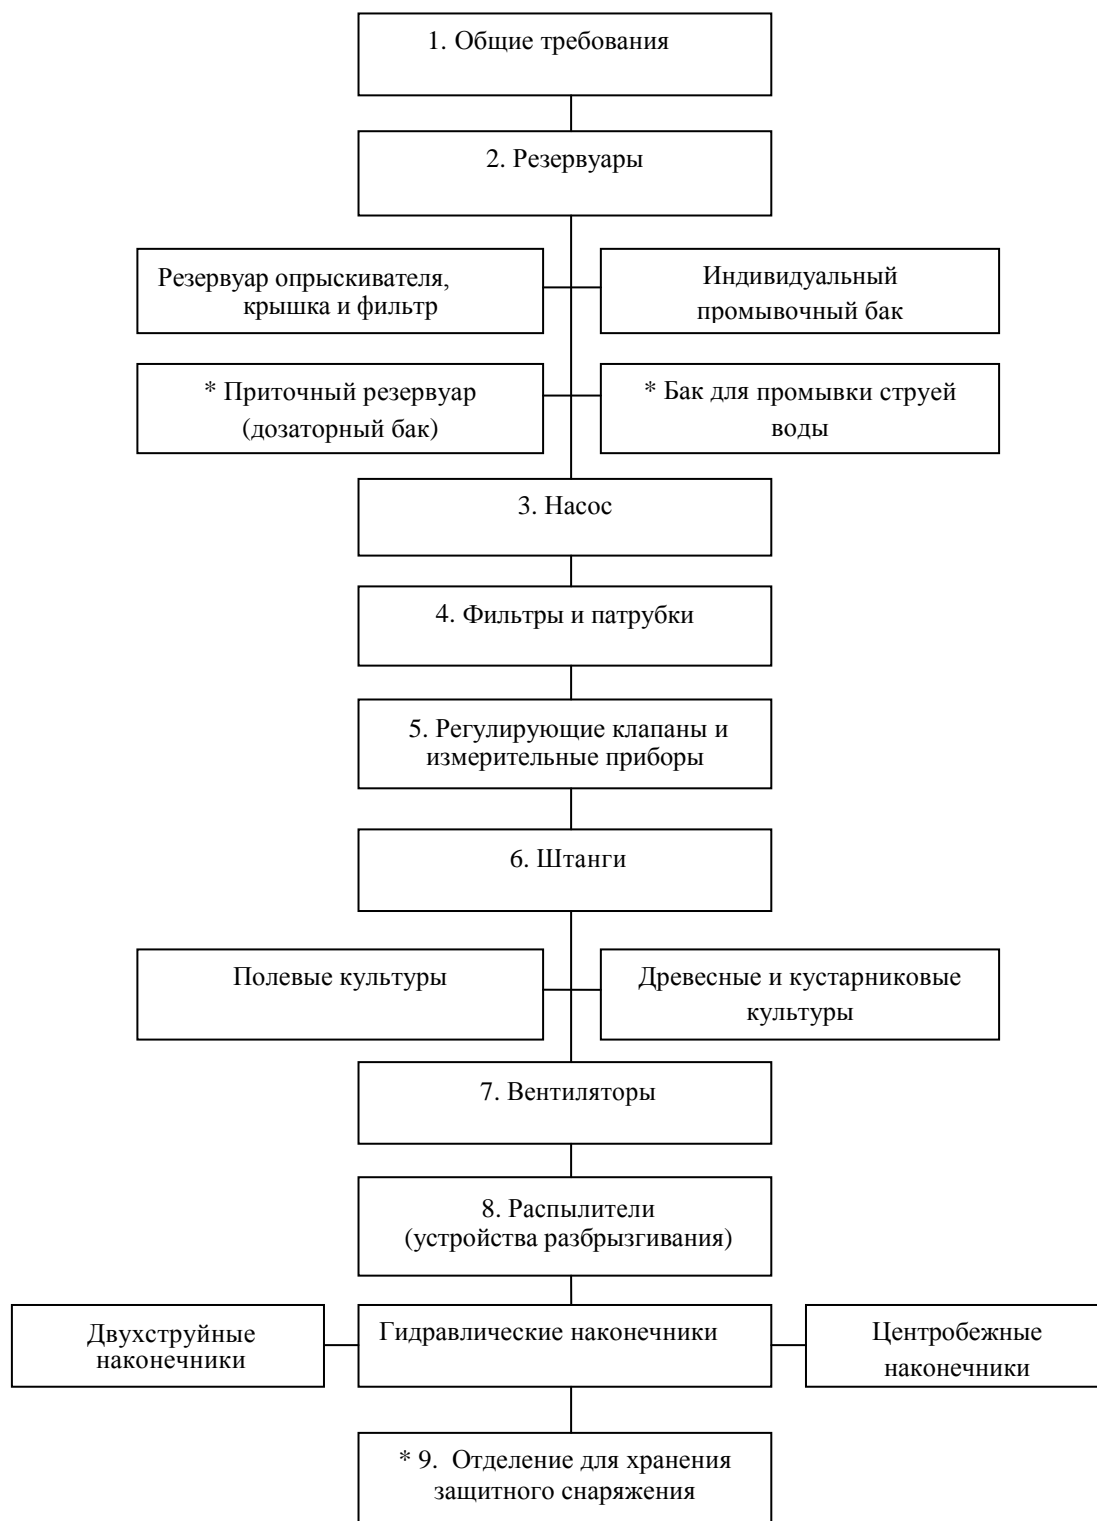 1. Общие требования
2. Резервуары
Резервуар опрыскивателя,
крышка и фильтр
Индивидуальный
промывочный бак
* Приточный резервуар
(дозаторный бак)
* Бак для промывки струей
воды
3. Насос
4. Фильтры и патрубки
5. Регулирующие клапаны и
измерительные приборы
6. Штанги
Полевые культуры
Древесные и кустарниковые
культуры
7. Вентиляторы
8. Распылители
(устройства разбрызгивания)
Двухструйные
наконечники
Гидравлические наконечники
Центробежные
наконечники
* 9. Отделение для хранения
защитного снаряжения